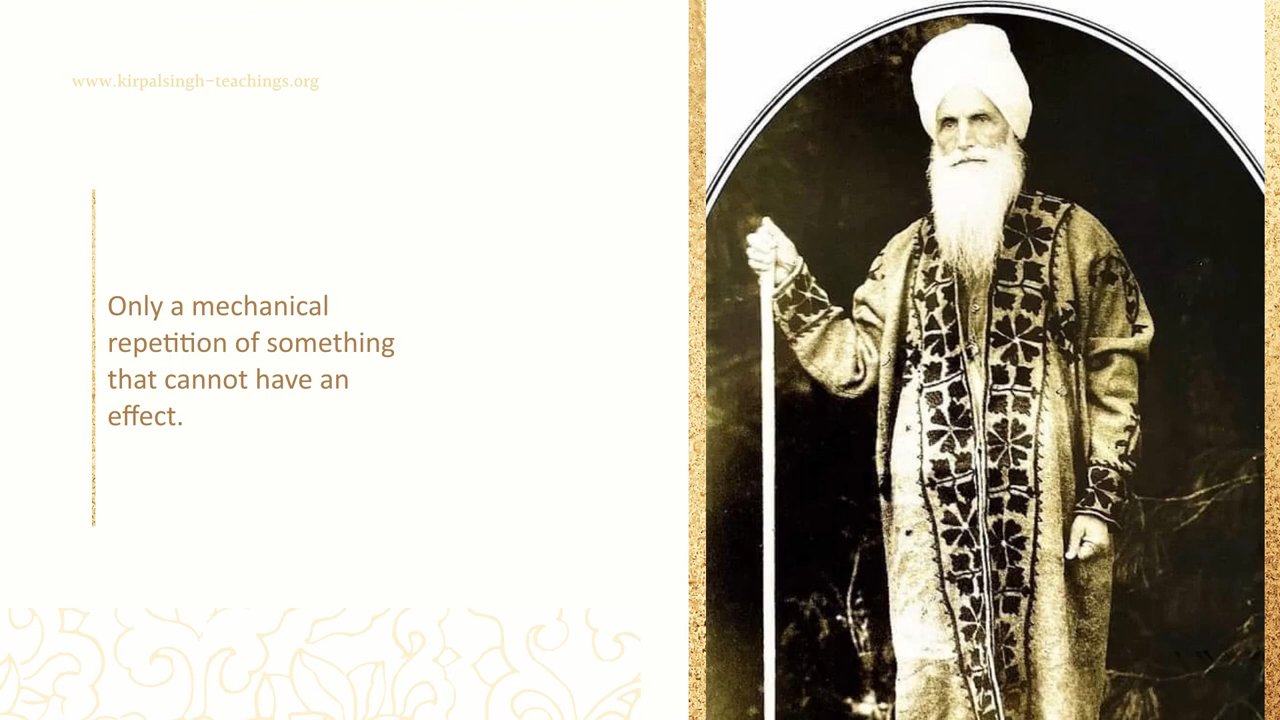 www.kirpalsingh-teachings.org
Only a mechanical
repetition of something
that cannot have an
effect.